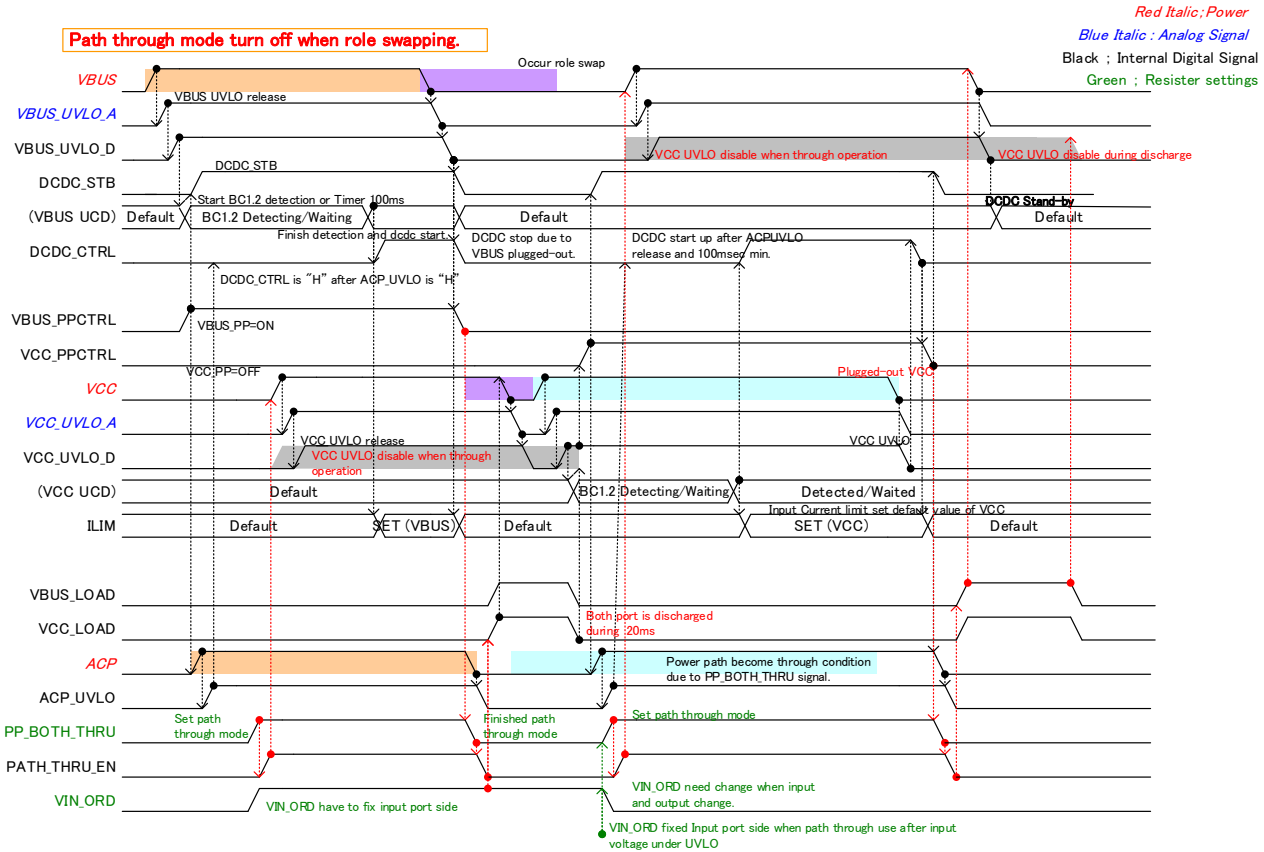 Red Italic;Power
Path through mode turn off when role swapping.
Blue Italic : Analog Signal
Black ; Internal Digital Signal
Green ; Resister settings
Occur role swap
VBUS
VBUS UVLO release
VBUS_UVLO_A
VBUS_UVLO_D
VCC UVLO disable when through operation
VCC UVLO disable during discharge
DCDC_STB
DCDC_STB
Start BC1.2 detection or Timer 100ms
DCDC Stand-by
(VBUS UCD)
Default
BC1.2 Detecting/Waiting
Default
Default
Finish detection and dcdc start.
DCDC_CTRL
DCDC stop due to
VBUS plugged-out.
DCDC start up after ACPUVLO
release and 100msec min.
DCDC_CTRL is "H" after ACP_UVLO is "H"
VBUS_PPCTRL
VBUS_PP=ON
VCC_PPCTRL
VCC_PP=OFF
Plugged-out VCC
VCC
VCC_UVLO_A
VCC UVLO release
VCC UVLO
VCC_UVLO_D
VCC UVLO disable when through
operation
(VCC UCD)
Default
BC1.2 Detecting/Waiting
Detected/Waited
Input Current limit set default value of VCC
ILIM
Default
SET (VBUS)
Default
SET (VCC)
Default
VBUS_LOAD
Both port is discharged
during 20ms
VCC_LOAD
ACP
Power path become through condition
due to PP_BOTH_THRU signal.
ACP_UVLO
Set path
through mode
Finished path
through mode
Set path through mode
PP_BOTH_THRU
PATH_THRU_EN
VIN_ORD need change when input
and output change.
VIN_ORD
VIN_ORD have to fix input port side
VIN_ORD fixed Input port side when path through use after input
voltage under UVLO